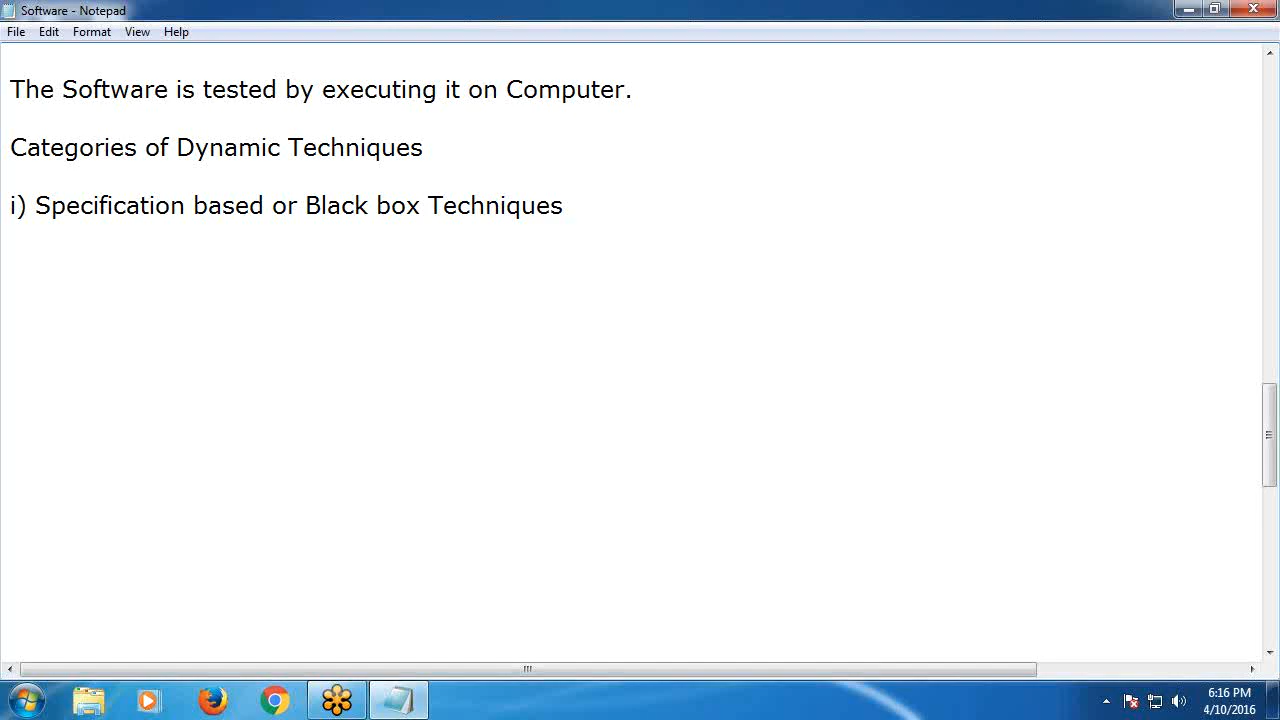 Software - Notepad
File Edit Format View Help
The Software is tested by executing it on Computer.
Categories of Dynamic Techniques
i) Specification based or Black box Techniques
6:16 PM
4/10/2016